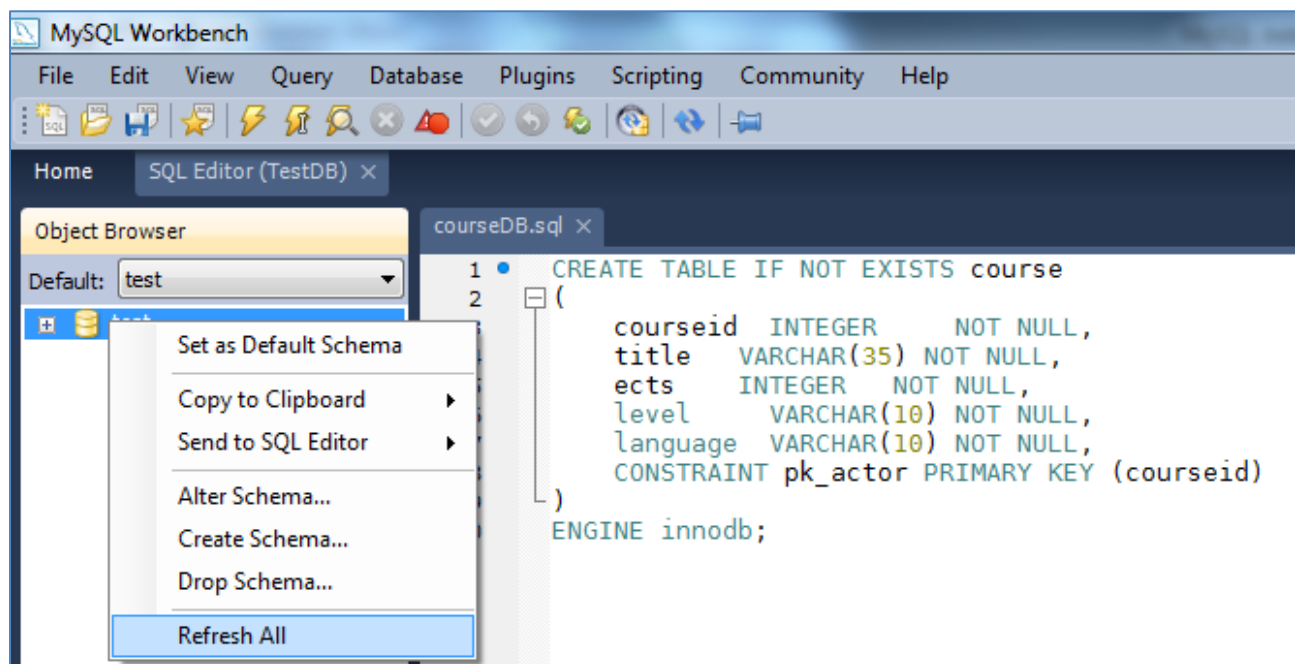 MySQL Workbench
File Edit View Query Database Plugins Scripting Community Help
Home SQL Editor (TestDB) ×
Object Browser
Default: test
courseDB.sql ×
1 CREATE TABLE IF NOT EXISTS course
2 (
courseid INTEGER NOT NULL,
title VARCHAR(35) NOT NULL,
ects INTEGER NOT NULL,
level VARCHAR(10) NOT NULL,
language VARCHAR(10) NOT NULL,
CONSTRAINT pk_actor PRIMARY KEY (courseid)
)
ENGINE innodb;
Set as Default Schema
Copy to Clipboard
Send to SQL Editor
Alter Schema...
Create Schema...
Drop Schema...
Refresh All